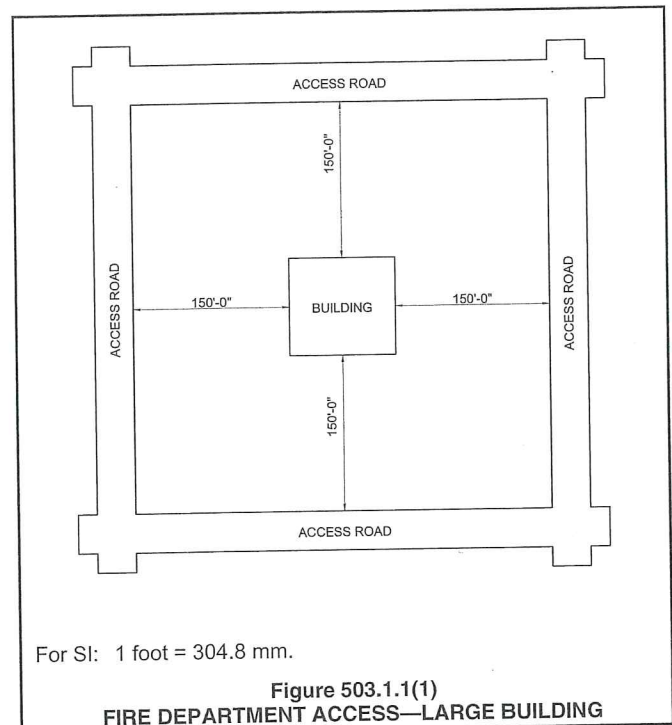 ACCESS ROAD
150'-0"
ACCESS ROAD
150'-0"
BUILDING
150'-0"
ACCESS ROAD
150'-0"
ACCESS ROAD
For SI: 1 foot = 304.8 mm.
Figure 503.1.1(1)
FIRE DEPARTMENT ACCESS—LARGE BUILDING